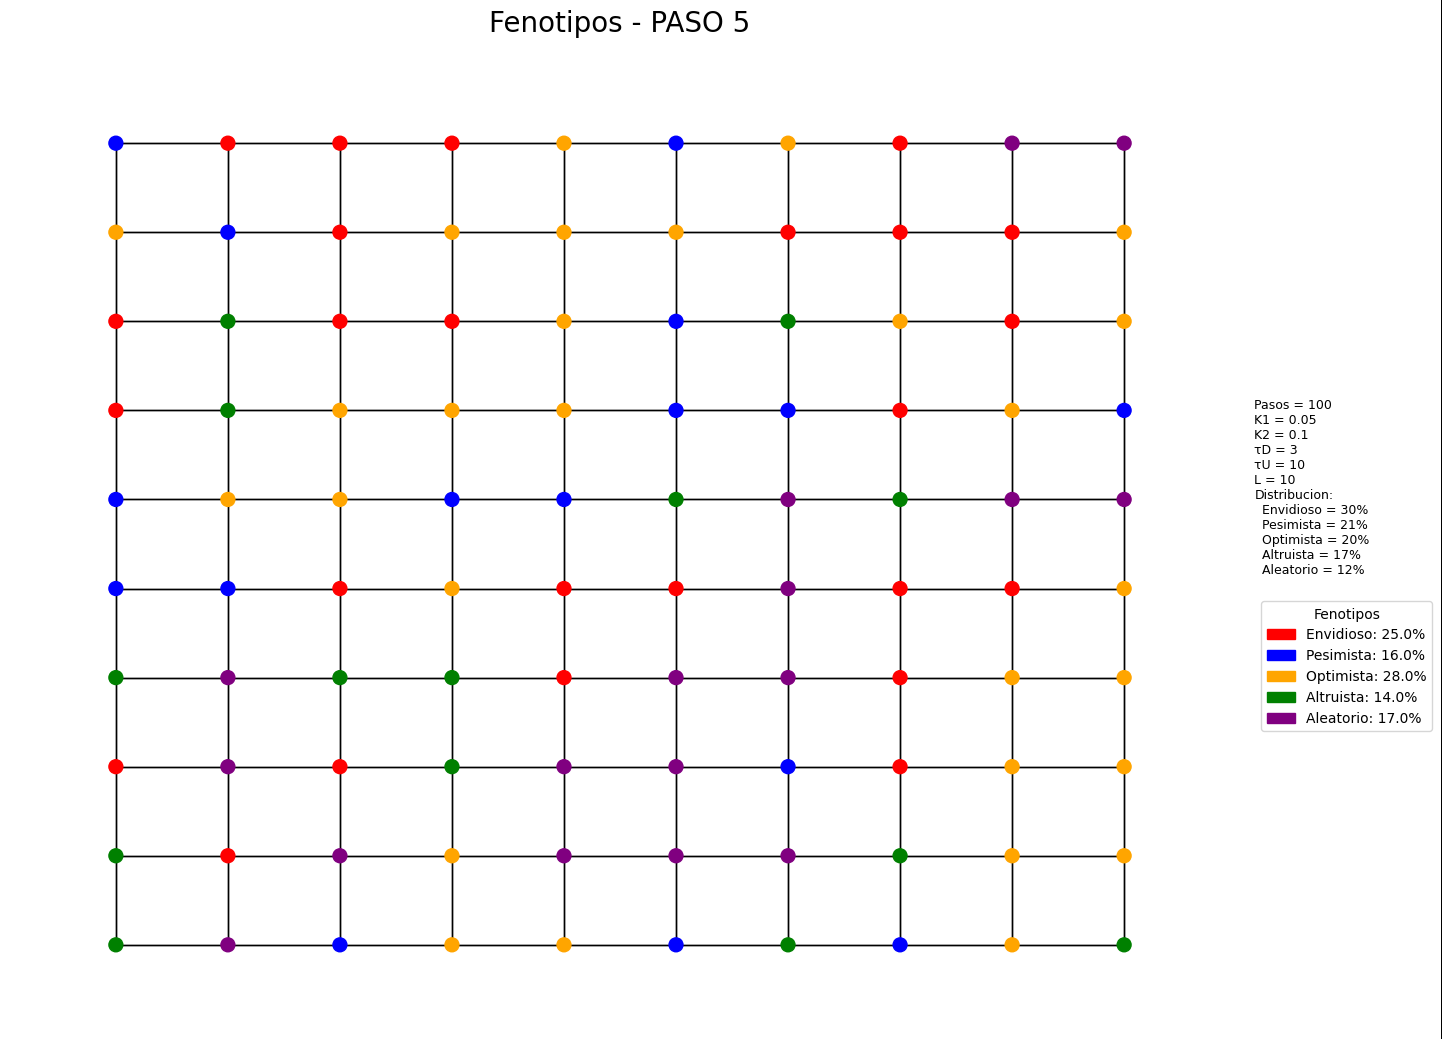 Fenotipos - PASO 5
Pasos = 100
K1 = 0.05
K2 = 0.1
τD = 3
τU = 10
L = 10
Distribucion:
Envidioso = 30%
Pesimista = 21%
Optimista = 20%
Altruista = 17%
Aleatorio = 12%
Fenotipos
Envidioso: 25.0%
Pesimista: 16.0%
Optimista: 28.0%
Altruista: 14.0%
Aleatorio: 17.0%